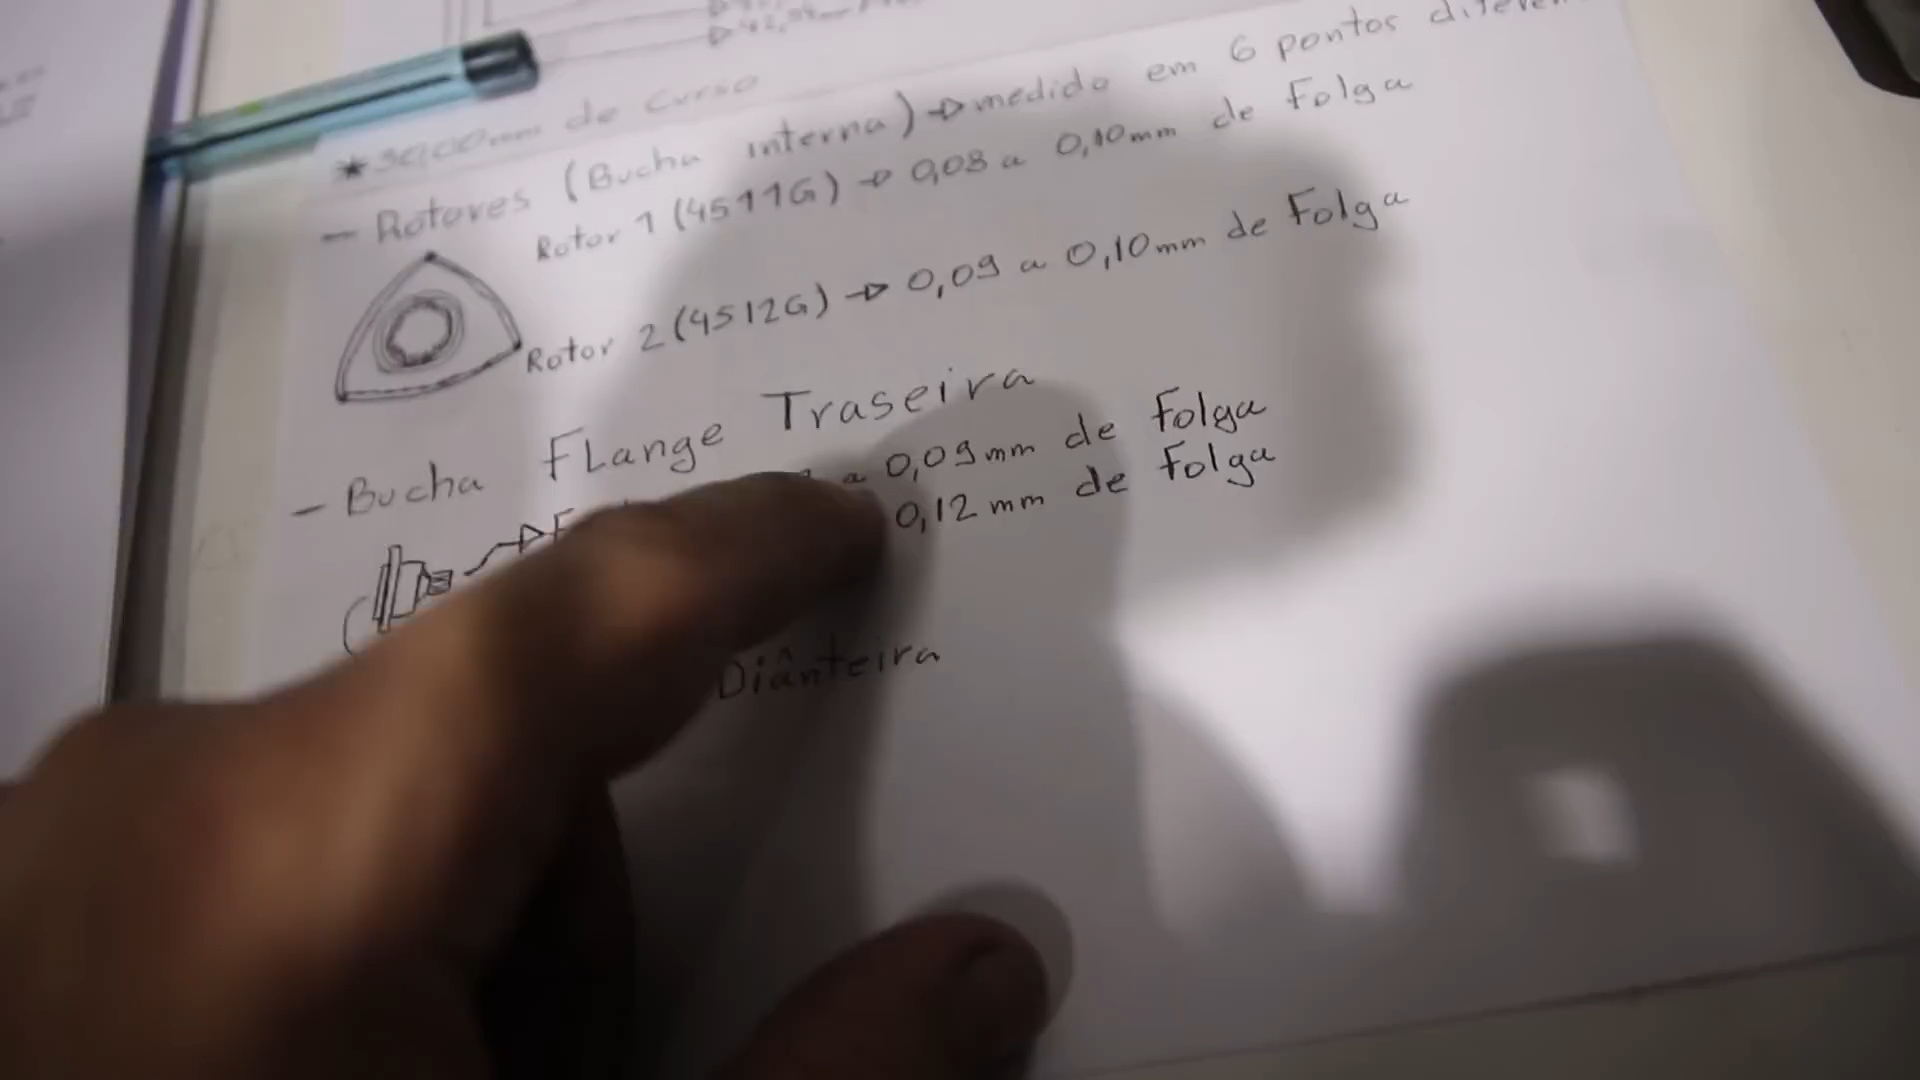 de curso
- Rotores (Bucha interna) → medido em 6 pontos
Rotor 1 (4511G) → 0,08 a 0,10mm de Folga
Rotor 2 (4512G) → 0,09 a 0,10mm de Folga
- Bucha Flange Traseira
a 0,09mm de Folga
0,12 mm de Folga
Diânteira